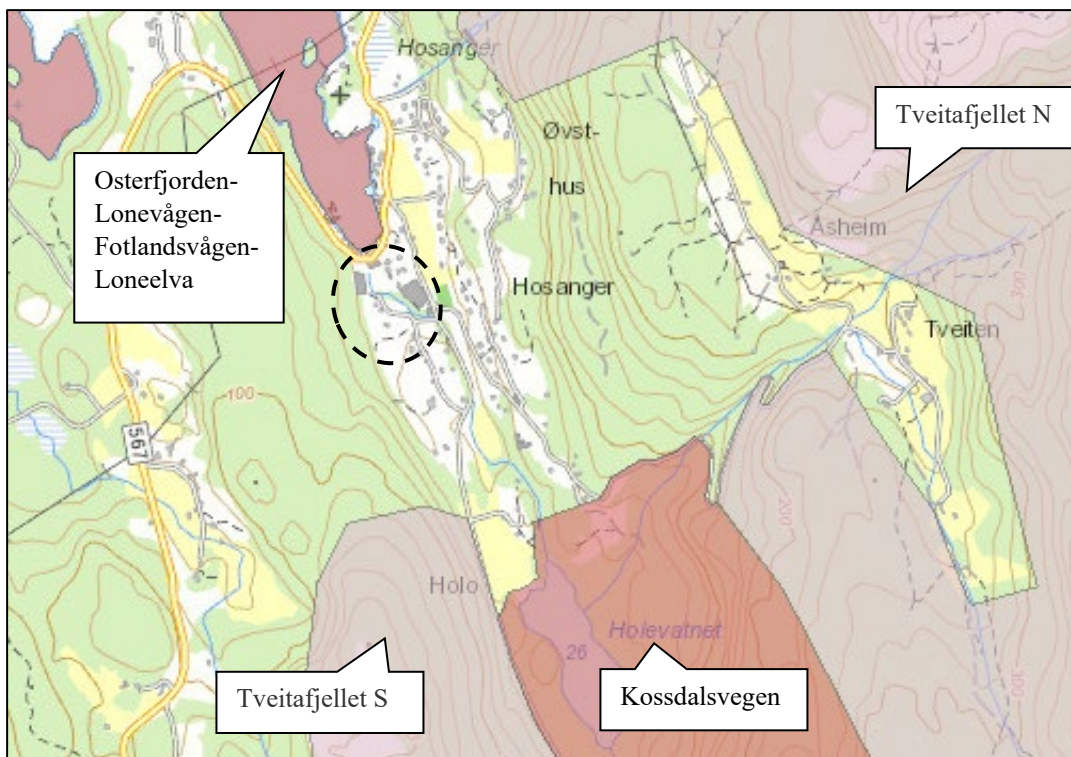 Hosanger
Tveitafjellet N
Øvst-
hus
Osterfjorden-
Lonevågen-
Fotlandsvågen-
Loneelva
Åsheim
300
Hosanger
Tveiten
100
567
200
Holo
Holevatnet
26
300
Tveitafjellet S
Kossdalsvegen